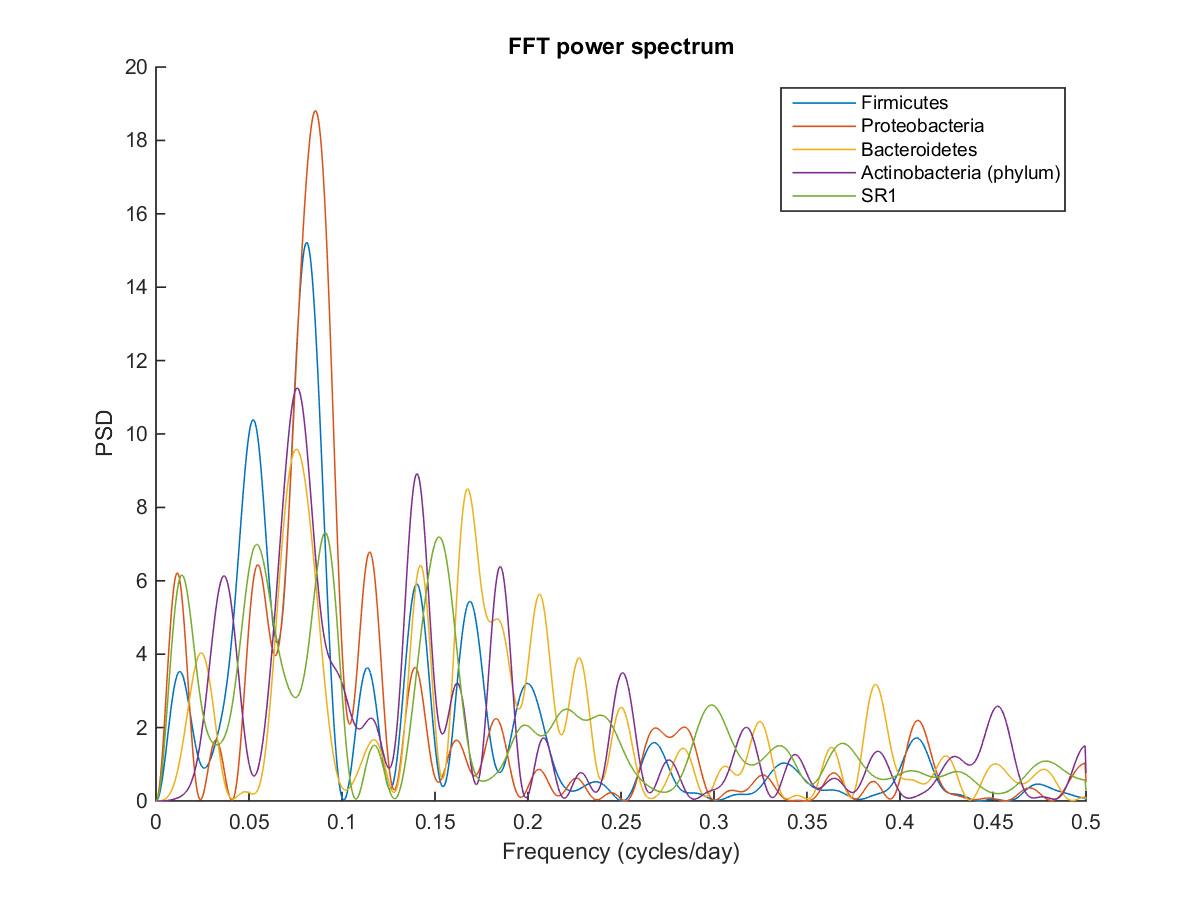 FFT power spectrum
20
18
16
14
12
10
8
6
4
2
0
PSD
Firmicutes
Proteobacteria
Bacteroidetes
Actinobacteria (phylum)
SR1
0 0.05 0.1 0.15 0.2 0.25 0.3 0.35 0.4 0.45 0.5
Frequency (cycles/day)